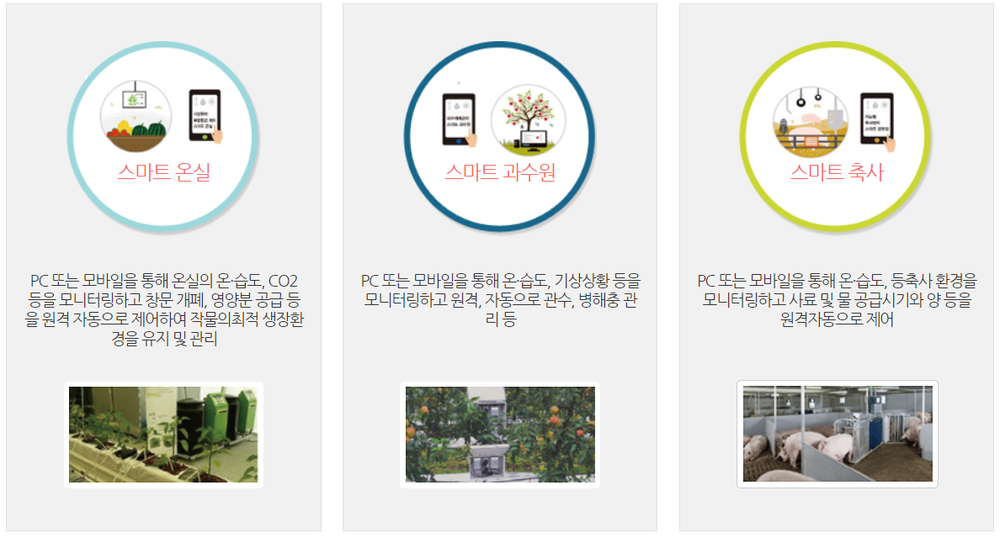 스마트 온실
PC 또는 모바일을 통해 온실의 온·습도, CO2
등을 모니터링하고 창문 개폐, 영양분 공급 등
을 원격 자동으로 제어하여 작물의최적 생장환
경을 유지 및 관리
스마트 과수원
PC 또는 모바일을 통해 온·습도, 기상상황 등을
모니터링하고 원격, 자동으로 관수, 병해충 관
리 등
스마트 축사
PC 또는 모바일을 통해 온·습도, 등축사 환경을
모니터링하고 사료 및 물 공급시기와 양 등을
원격자동으로 제어